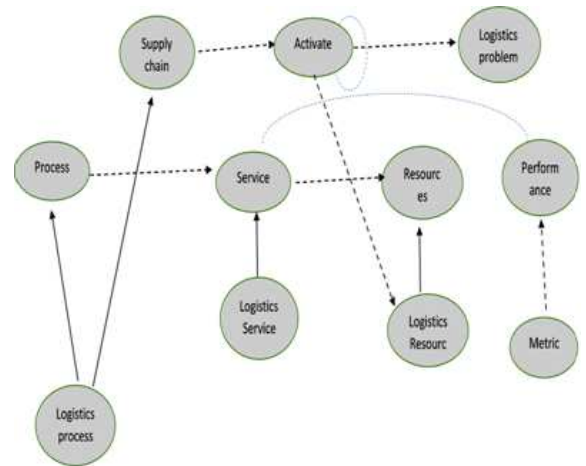 Supply
chain
Activate
Logistics
problem
Process
Service
Resourc
es
Perform
ance
Logistics
Service
Logistics
Resourc
Metric
Logistics
process